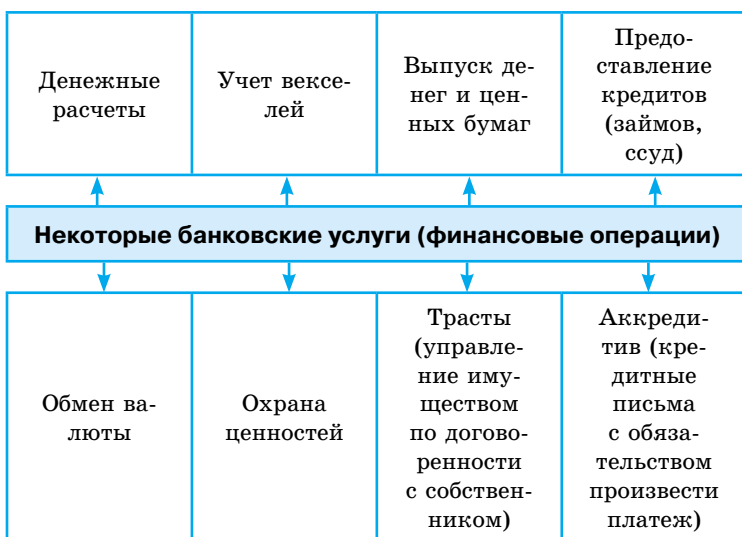 Денежные
расчеты
Учет вексе-
лей
Выпуск де-
нег и цен-
ных бумаг
Предо-
ставление
кредитов
(займов,
ссуд)
Некоторые банковские услуги (финансовые операции)
Обмен ва-
люты
Охрана
ценностей
Трасты
(управле-
ние иму-
ществом
по догово-
ренности
с собствен-
ником)
Аккреди-
тив (кре-
дитные
письма
с обяза-
тельством
произвести
платеж)